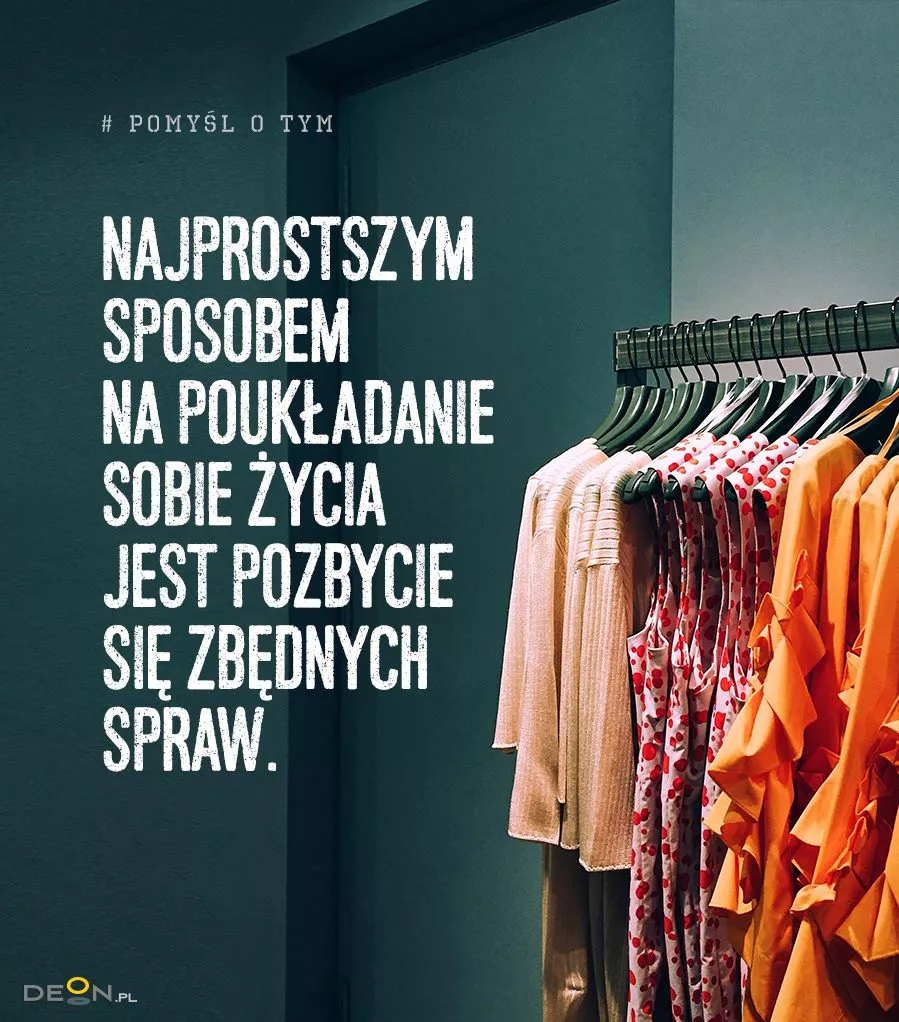 # POMYŚL O TYM
NAJPROSTSZYM
SPOSOBEM
NA POUKŁADANIE
SOBIE ŻYCIA
JEST POZBYCIE
SIĘ ZBĘDNYCH
SPRAW.
DEON.PL